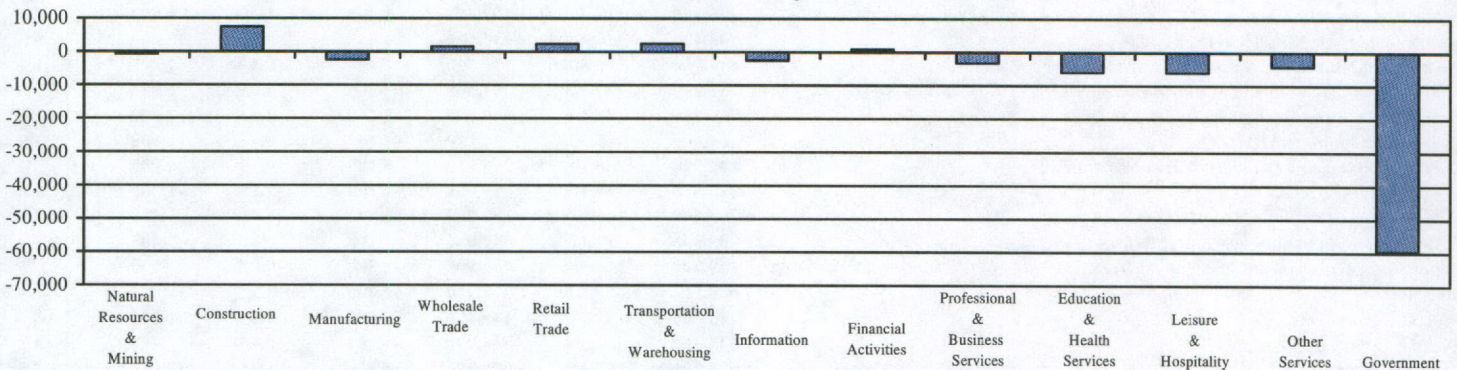 10,000
0
-10,000
-20,000
-30,000
-40,000
-50,000
-60,000
-70,000
Natural
Resources
&
Mining
Construction
Manufacturing
Wholesale
Trade
Retail
Trade
Transportation
&
Warehousing
Information
Financial
Activities
Professional
&
Business
Services
Education
&
Health
Services
Leisure
&
Hospitality
Other
Services
Government